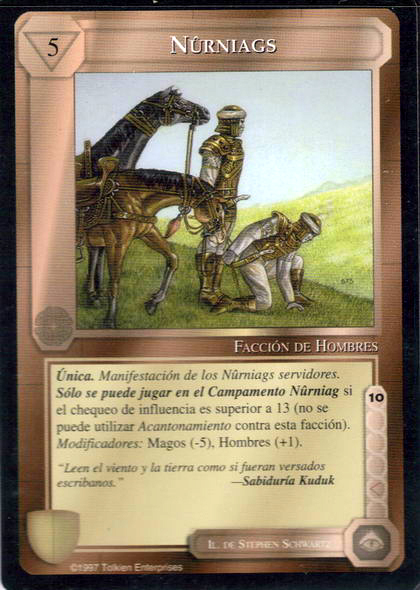 5
NÛRNIAGS
SFS
FACCIÓN DE HOMBRES
Única. Manifestación de los Nûrniags servidores.
Sólo se puede jugar en el Campamento Nûrniag si
el chequeo de influencia es superior a 13 (no se
puede utilizar Acantonamiento contra esta facción).
Modificadores: Magos (-5), Hombres (+1).
10
"Leen el viento y la tierra como si fueran versados
escribanos."
—Sabiduría Kuduk
IL. DE STEPHEN SCHWARTZ
©1997 Tolkien Enterprises